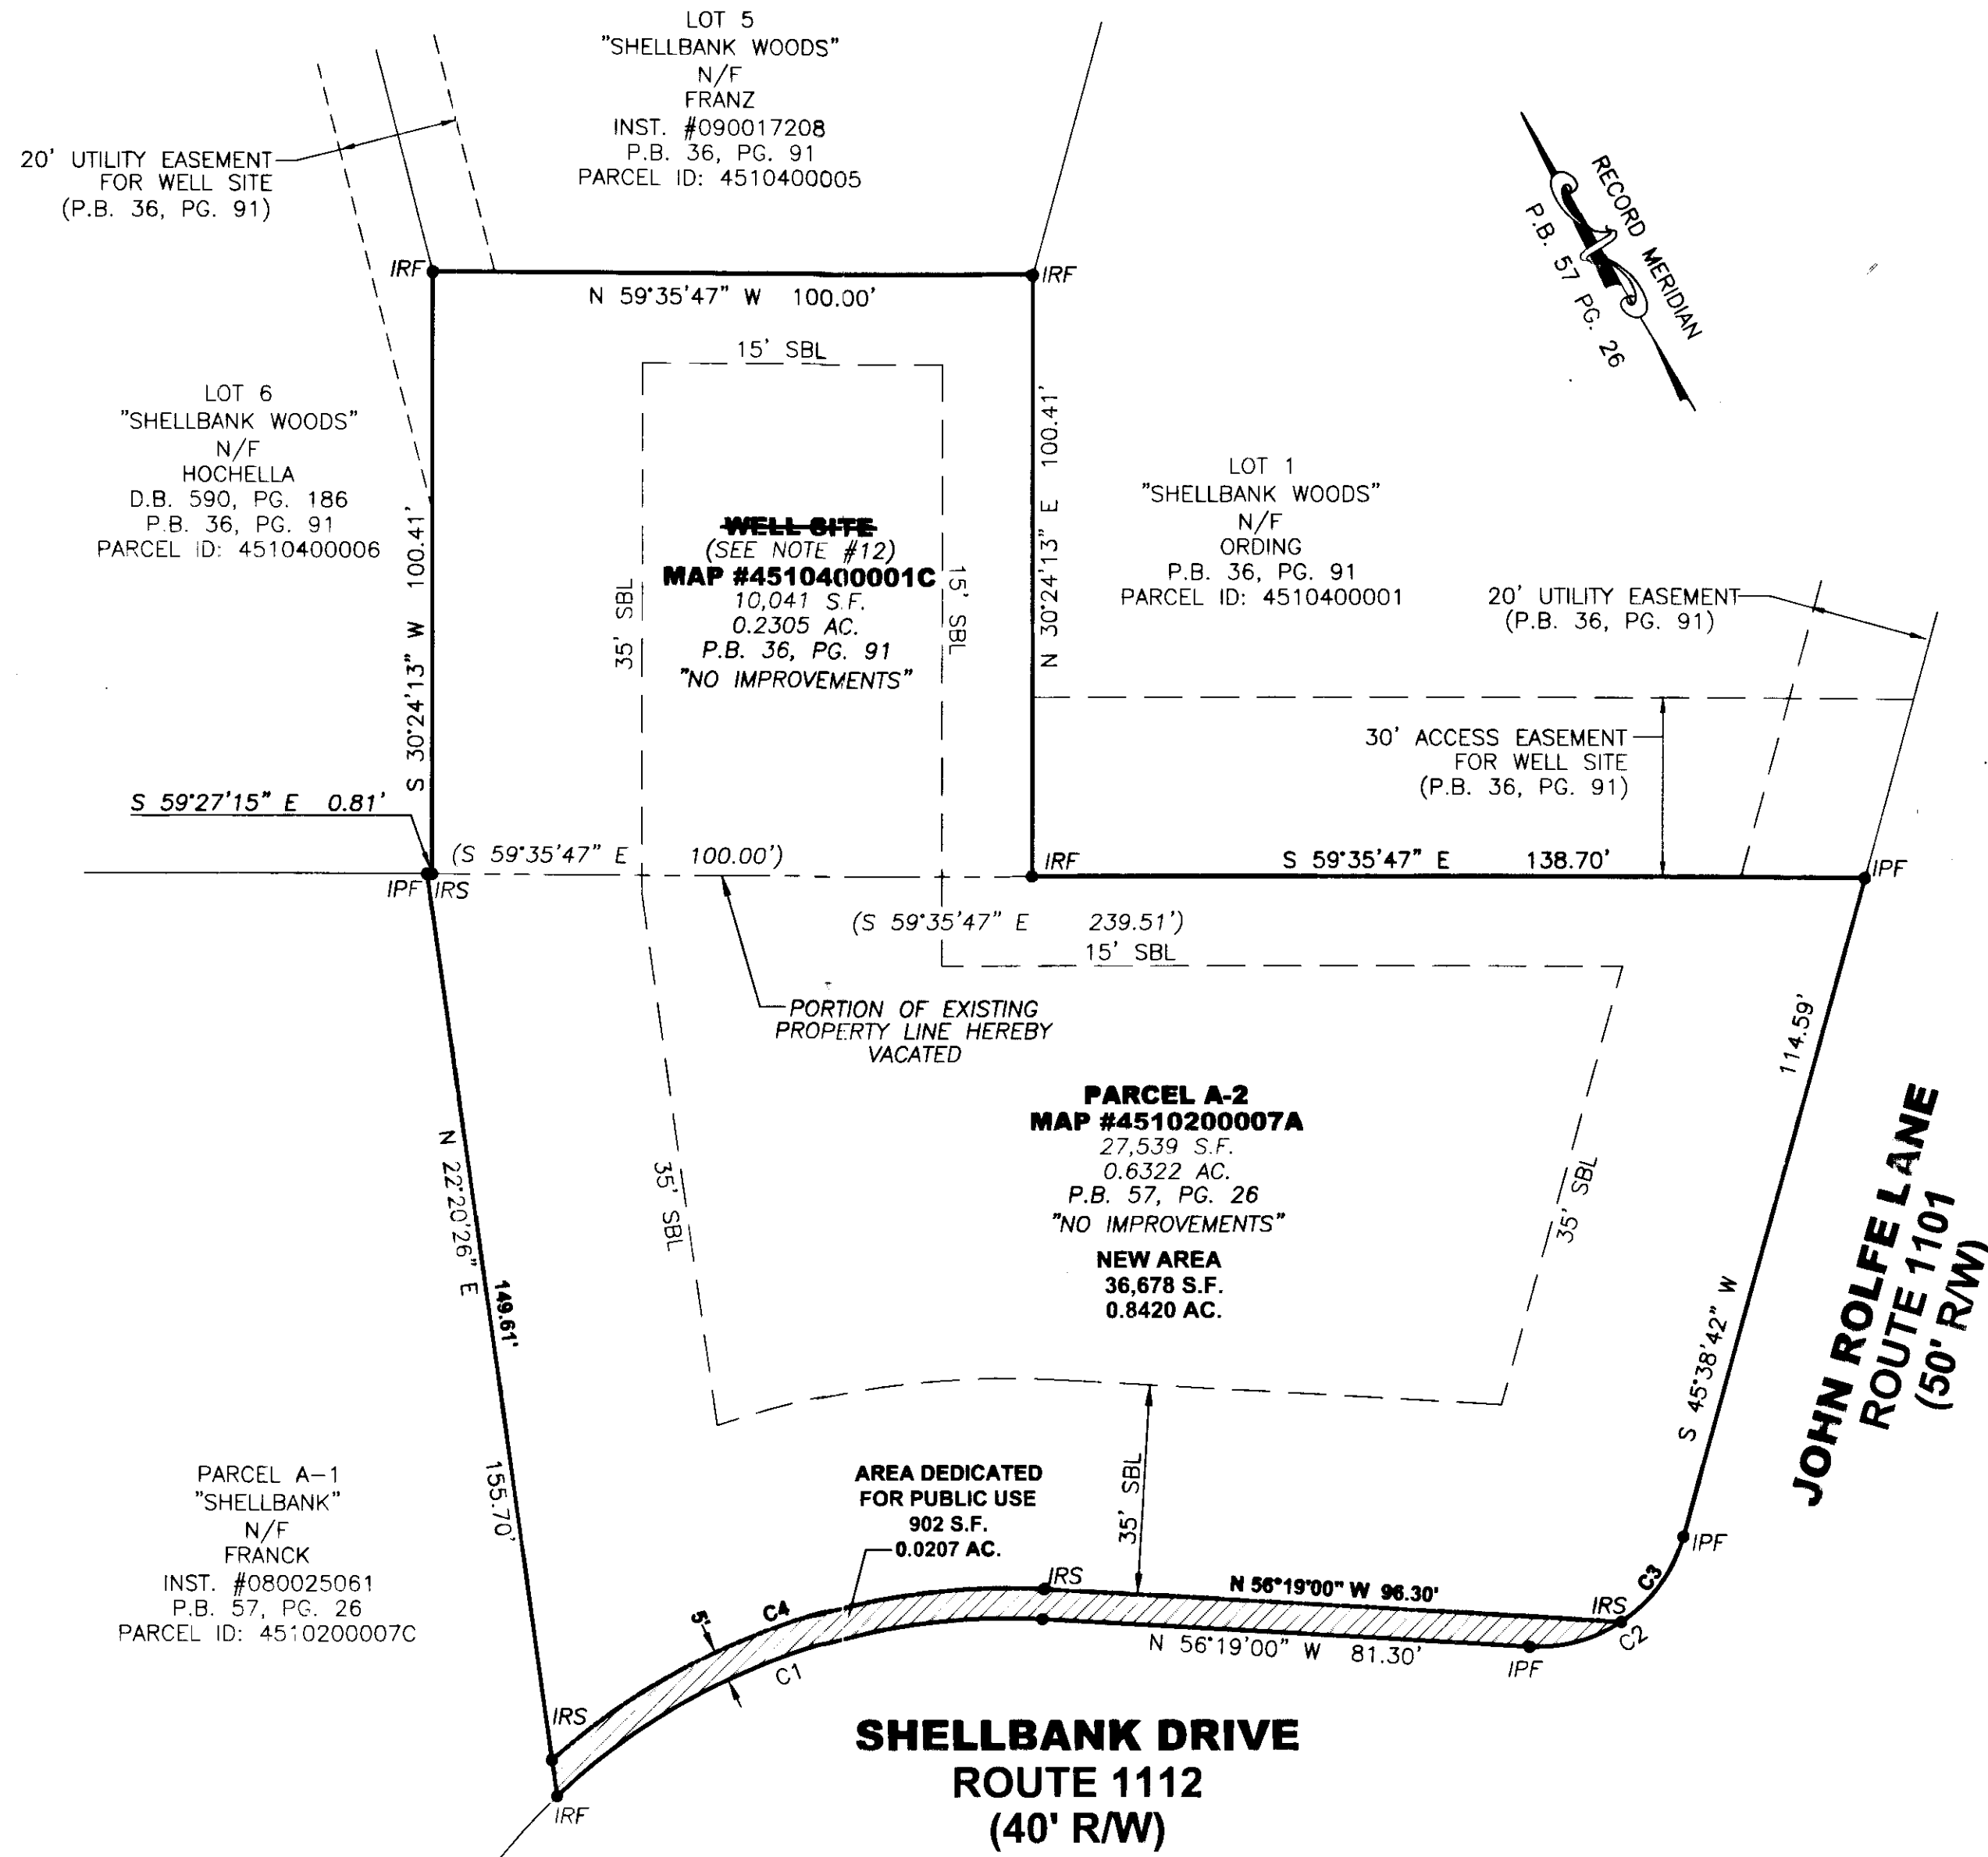 LOT 5
"SHELLBANK WOODS"
N/F
FRANZ
INST. #090017208
P.B. 36, PG. 91
PARCEL ID: 4510400005
20' UTILITY EASEMENT
FOR WELL SITE
(P.B. 36, PG. 91)
RECORD MERIDIAN
P.B. 57 PG. 26
IRF
IRF
N 59°35'47" W 100.00'
15' SBL
LOT 6
"SHELLBANK WOODS"
N/F
HOCHELLA
D.B. 590, PG. 186
P.B. 36, PG. 91
PARCEL ID: 4510400006
S 30°24'13" W 100.41'
35' SBL
WELL SITE
(SEE NOTE #12)
MAP #4510400001C
10,041 S.F.
0.2305 AC.
P.B. 36, PG. 91
"NO IMPROVEMENTS"
15' SBL
N 30°24'13" E 100.41'
LOT 1
"SHELLBANK WOODS"
N/F
ORDING
P.B. 36, PG. 91
PARCEL ID: 4510400001
20' UTILITY EASEMENT
(P.B. 36, PG. 91)
30' ACCESS EASEMENT
FOR WELL SITE
(P.B. 36, PG. 91)
S 59°27'15" E 0.81'
(S 59°35'47" E 100.00')
IRF
S 59°35'47" E 138.70'
IPF
IPF
IRS
(S 59°35'47" E 239.51')
15' SBL
PORTION OF EXISTING
PROPERTY LINE HEREBY
VACATED
PARCEL A-2
MAP #4510200007A
27,539 S.F.
0.6322 AC.
P.B. 57, PG. 26
"NO IMPROVEMENTS"
NEW AREA
36,678 S.F.
0.8420 AC.
N 22°20'26" E
149.61'
155.70'
35' SBL
35' SBL
114.59'
S 45°38'42" W
JOHN ROLFE LANE
ROUTE 1101
(50' R/W)
PARCEL A-1
"SHELLBANK"
N/F
FRANCK
INST. #080025061
P.B. 57, PG. 26
PARCEL ID: 4510200007C
AREA DEDICATED
FOR PUBLIC USE
902 S.F.
0.0207 AC.
35' SBL
IPF
IRS
N 56°19'00" W 96.30'
IRS
C3
C2
5'
C4
C1
N 56°19'00" W 81.30'
IPF
IRS
IRF
SHELLBANK DRIVE
ROUTE 1112
(40' R/W)